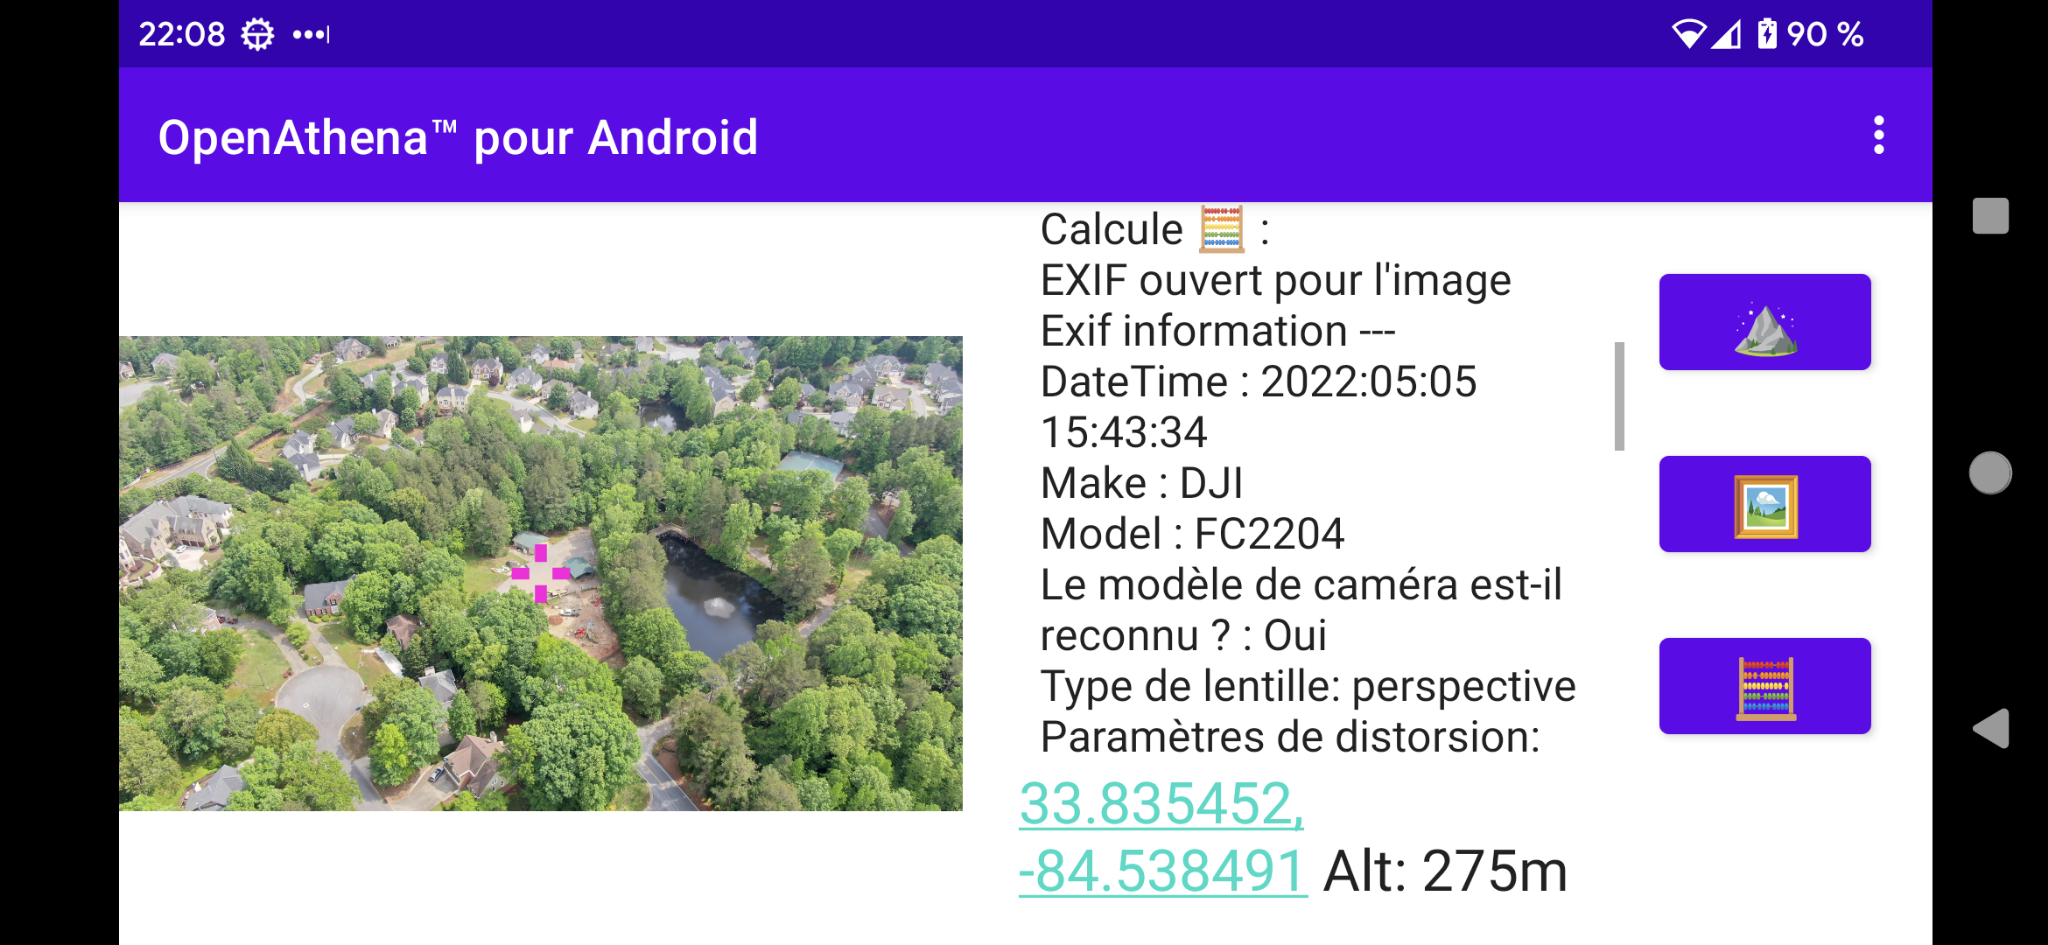 22:08
90 %
OpenAthena™ pour Android
Calcule 🧮 :
EXIF ouvert pour l'image
Exif information ---
DateTime : 2022:05:05
15:43:34
Make : DJI
Model : FC2204
Le modèle de caméra est-il
reconnu ? : Oui
Type de lentille: perspective
Paramètres de distorsion:
33.835452,
-84.538491 Alt: 275m